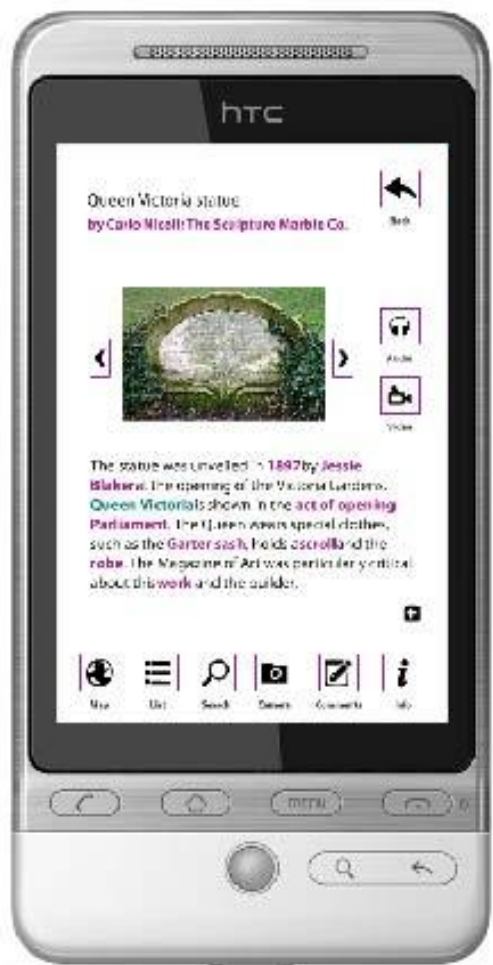 htc
Queen Victoria statue
by Carlo Nicoli: The Sculpture Marble Co.
Back
Audio
Video
The statue was unveiled in 1897 by Jessie
Blaker at the opening of the Victoria Gardens.
Queen Victoria is shown in the act of opening
Parliament. The Queen wears special clothes,
such as the Garter sash, holds a scroll and the
robe. The Magazine of Art was particularly critical
about this work and the builder.
Map List Search Camera Comments Info
MENU